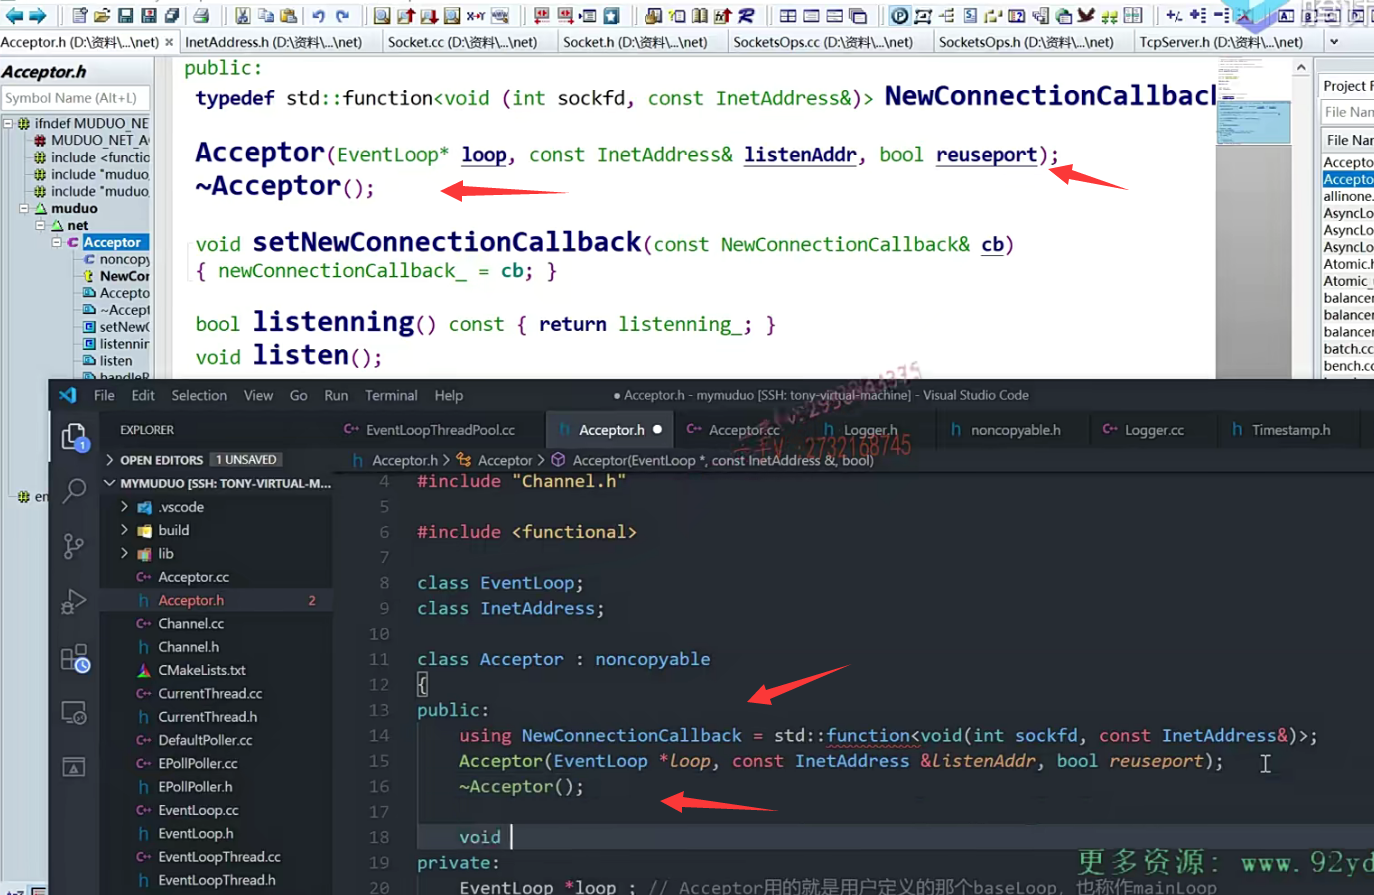 Acceptor.h (D:\资料\...\net) × InetAddress.h (D:\资料\...\net) Socket.cc (D:\资料\...\net) Socket.h (D:\资料\...\net) SocketsOps.cc (D:\资料\...\net) SocketsOps.h (D:\资料\...\net) TcpServer.h (D:\资料\...\net)
Acceptor.h
Symbol Name (Alt+L)
ifndef MUDUO_NE
MUDUO_NET_A
include <functio
include "muduo
include "muduo
muduo
net
Acceptor
noncopy
NewCor
Accepto
~Accept
setNew
listennin
listen
public:
typedef std::function<void (int sockfd, const InetAddress&)> NewConnectionCallbac
Acceptor(EventLoop* loop, const InetAddress& listenAddr, bool reuseport);
~Acceptor();
void setNewConnectionCallback(const NewConnectionCallback& cb)
{ newConnectionCallback_ = cb; }
bool listenning() const { return listenning_; }
void listen();
Project F
File Nam
File Nar
Accepto
Accepto
allinone.
AsyncLo
AsyncLo
AsyncLo
Atomic.h
Atomic_
balancer
balancer
balancer
batch.cc
bench.cc
File Edit Selection View Go Run Terminal Help
● Acceptor.h - mymuduo [SSH: tony-virtual-machine] - Visual Studio Code
EXPLORER
EventLoopThreadPool.cc Acceptor.h ● Acceptor.cc Logger.h noncopyable.h Logger.cc Timestamp.h
2732168745
OPEN EDITORS 1 UNSAVED
Acceptor.h > Acceptor > Acceptor(EventLoop *, const InetAddress &, bool)
MYMUDUO [SSH: TONY-VIRTUAL-M...
.vscode
build
lib
Acceptor.cc
Acceptor.h 2
Channel.cc
Channel.h
CMakeLists.txt
CurrentThread.cc
CurrentThread.h
DefaultPoller.cc
EPollPoller.cc
EPollPoller.h
EventLoop.cc
EventLoop.h
EventLoopThread.cc
EventLoopThread.h
4 #include "Channel.h"
5
6 #include <functional>
7
8 class EventLoop;
9 class InetAddress;
10
11 class Acceptor : noncopyable
12 {
13 public:
14 using NewConnectionCallback = std::function<void(int sockfd, const InetAddress&)>;
15 Acceptor(EventLoop *loop, const InetAddress &listenAddr, bool reuseport);
16 ~Acceptor();
17
18 void
19 private:
20 EventLoop *loop_; // Acceptor用的就是用户定义的那个baseLoop, 也称作mainLoop
更多资源: www.92yd